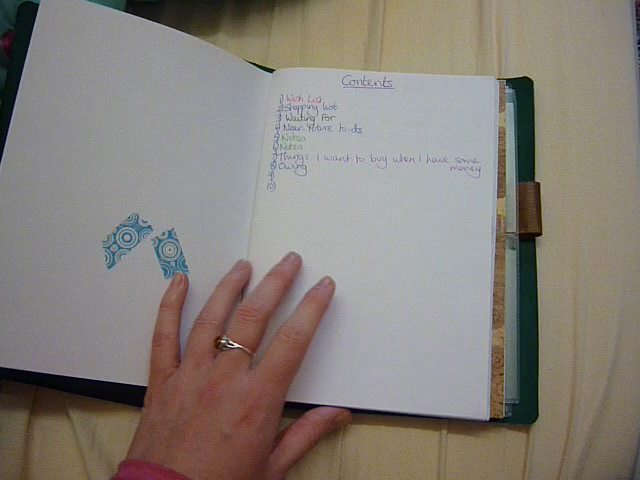 Contents
1) Wish List
2) Shopping List
3) Waiting For
4) Near-Future to-dos
5) Notes
6) Notes
7) Things I want to buy when I have some
money
8) Owing
9)
10)